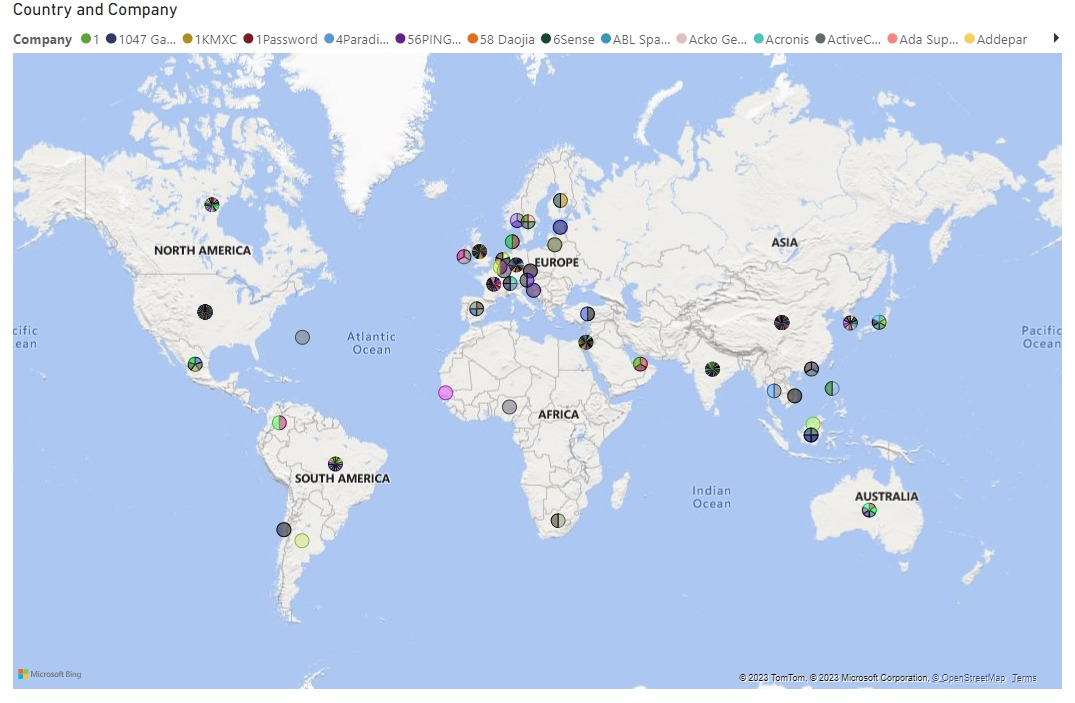 Country and Company
Company 1 1047 Ga... 1KMXC 1Password 4Paradi... 56PING... 58 Daojia 6Sense ABL Spa... Acko Ge... Acronis ActiveC... Ada Sup... Addepar
NORTH AMERICA
ASIA
EUROPE
cific
ean
Atlantic
Ocean
Pacific
Ocean
AFRICA
SOUTH AMERICA
Indian
Ocean
AUSTRALIA
Microsoft Bing
© 2023 TomTom, © 2023 Microsoft Corporation, © OpenStreetMap Terms